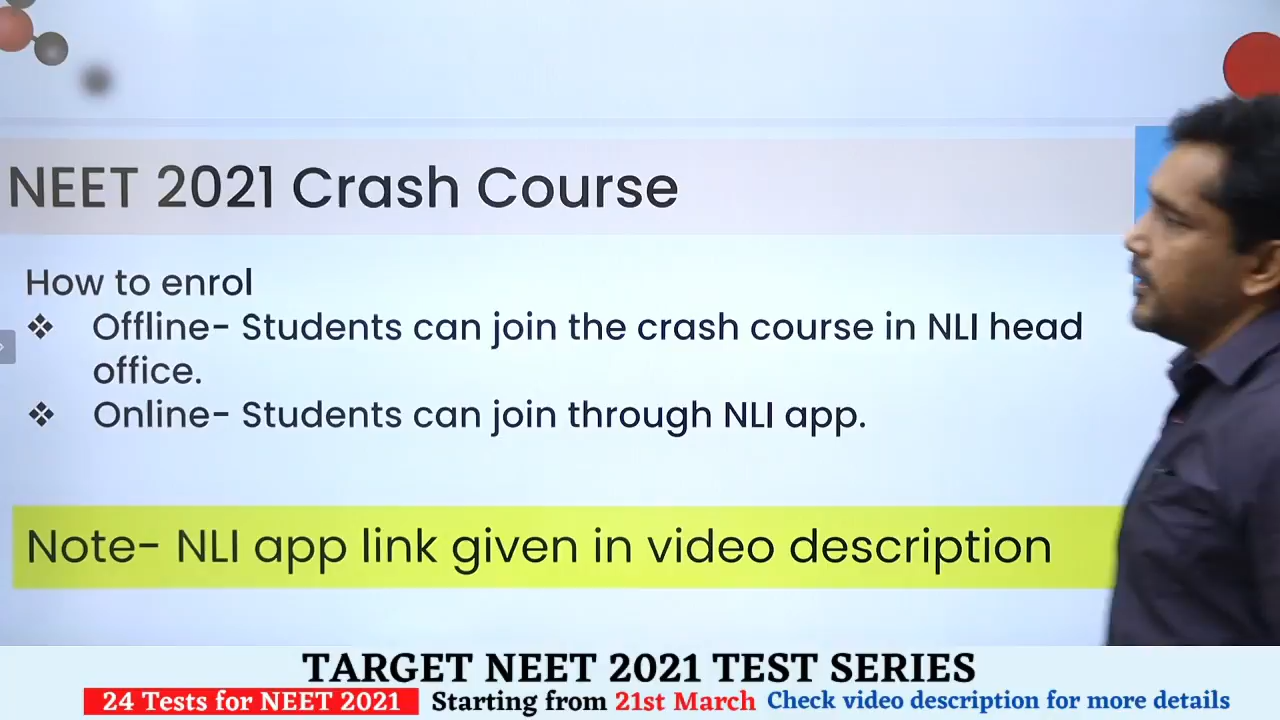 NEET 2021 Crash Course
How to enrol
❖ Offline- Students can join the crash course in NLI head
office.
❖ Online- Students can join through NLI app.
Note- NLI app link given in video description
TARGET NEET 2021 TEST SERIES
24 Tests for NEET 2021 Starting from 21st March Check video description for more details